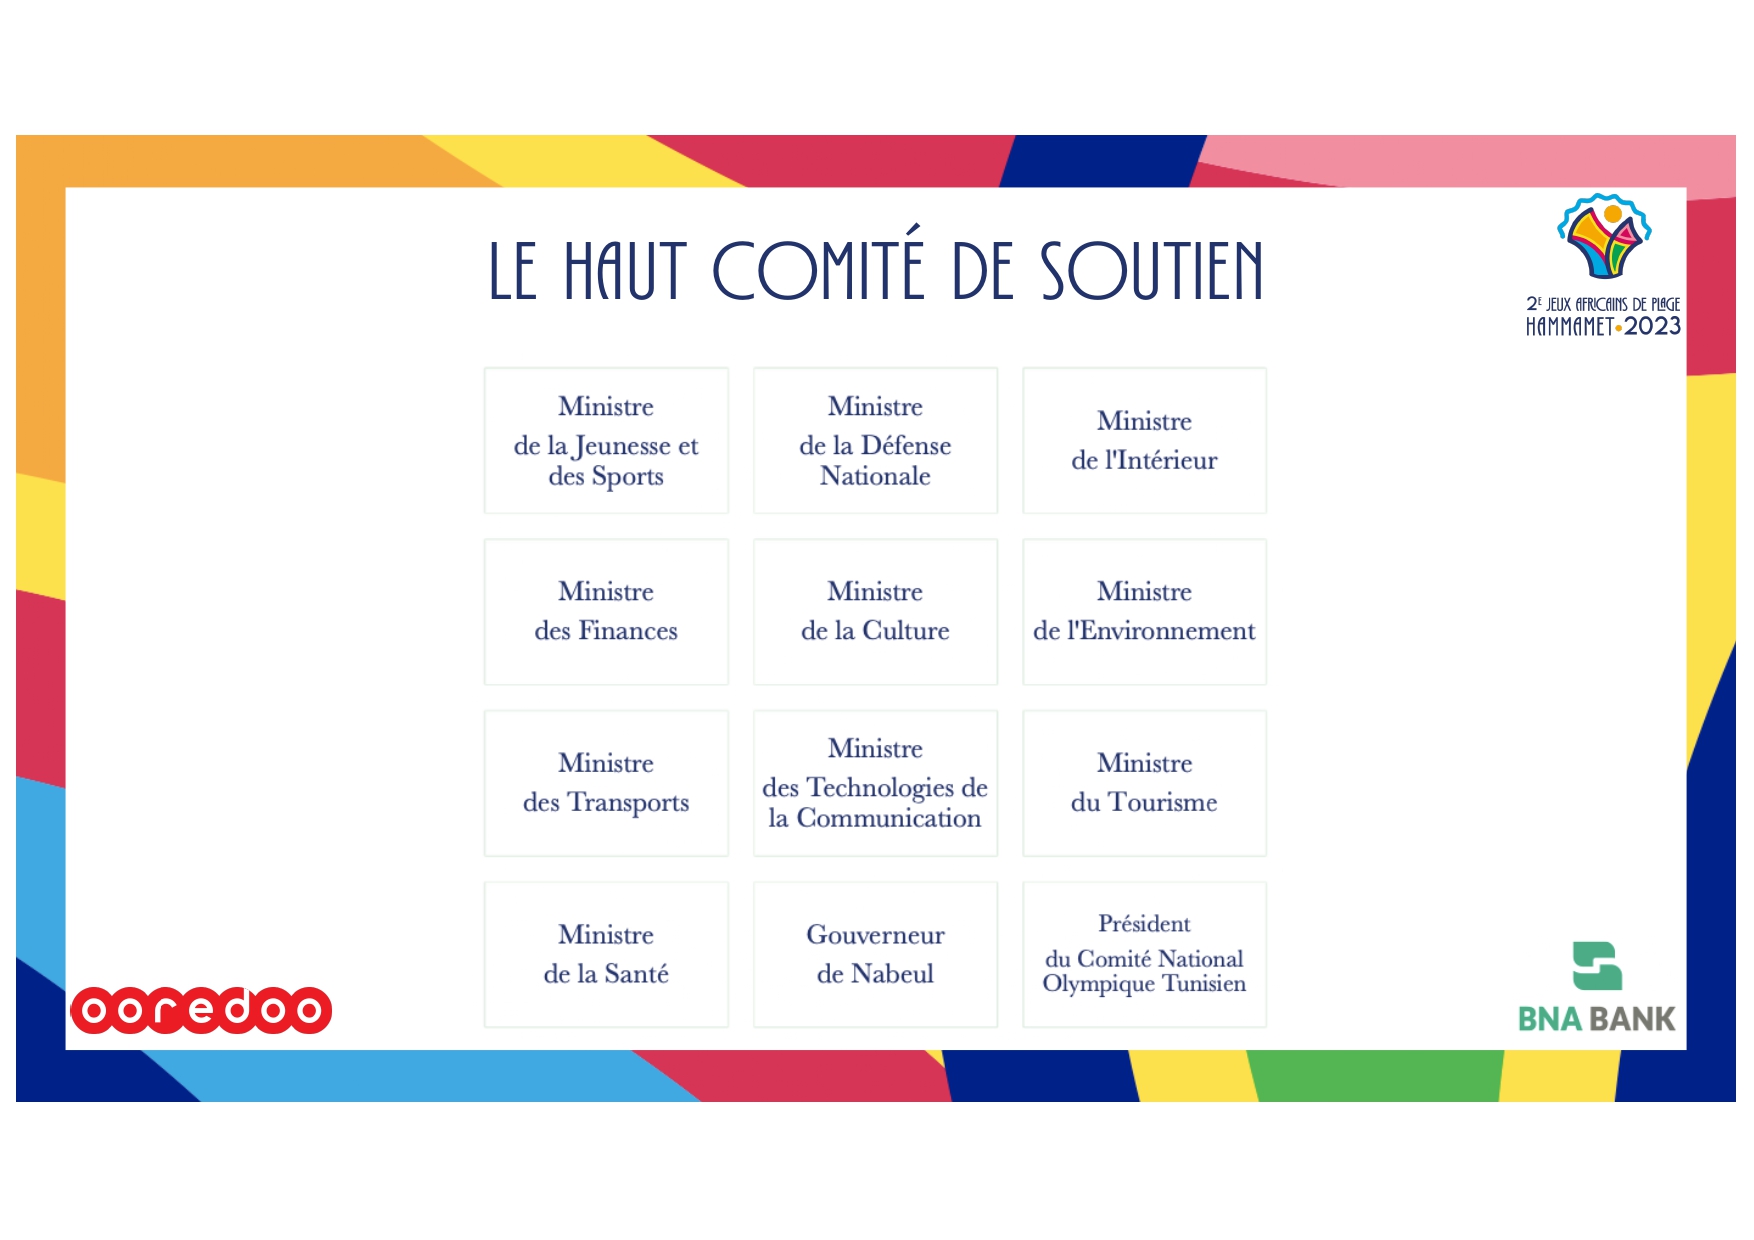 LE HAUT COMITÉ DE SOUTIEN
2E JEUX AFRICAINS DE PLAGE
HAMMAMET•2023
Ministre
de la Jeunesse et
des Sports
Ministre
de la Défense
Nationale
Ministre
de l'Intérieur
Ministre
des Finances
Ministre
de la Culture
Ministre
de l'Environnement
Ministre
des Transports
Ministre
des Technologies de
la Communication
Ministre
du Tourisme
Ministre
de la Santé
Gouverneur
de Nabeul
Président
du Comité National
Olympique Tunisien
ooredoo
BNA BANK